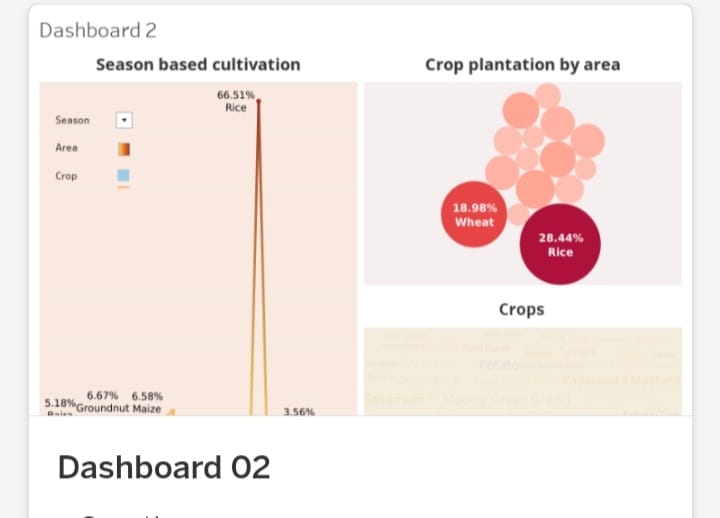 Dashboard 2
Season based cultivation
Crop plantation by area
66.51%
Rice
Season
Area
Crop
18.98%
Wheat
28.44%
Rice
Crops
Sunflower
Potato
Rapeseed &Mustard
Sesamum
Moong(Green Gram)
5.18%
6.67%
Groundnut
6.58%
Maize
3.56%
Dashboard 02